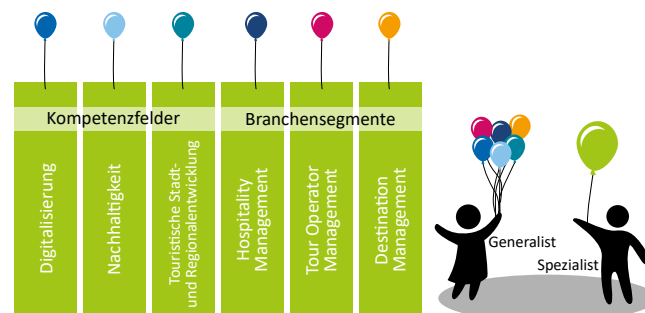 Kompetenzfelder
Branchensegmente
Digitalisierung
Nachhaltigkeit
Touristische Stadt-
und Regionalentwicklung
Hospitality
Management
Tour Operator
Management
Destination
Management
Generalist
Spezialist